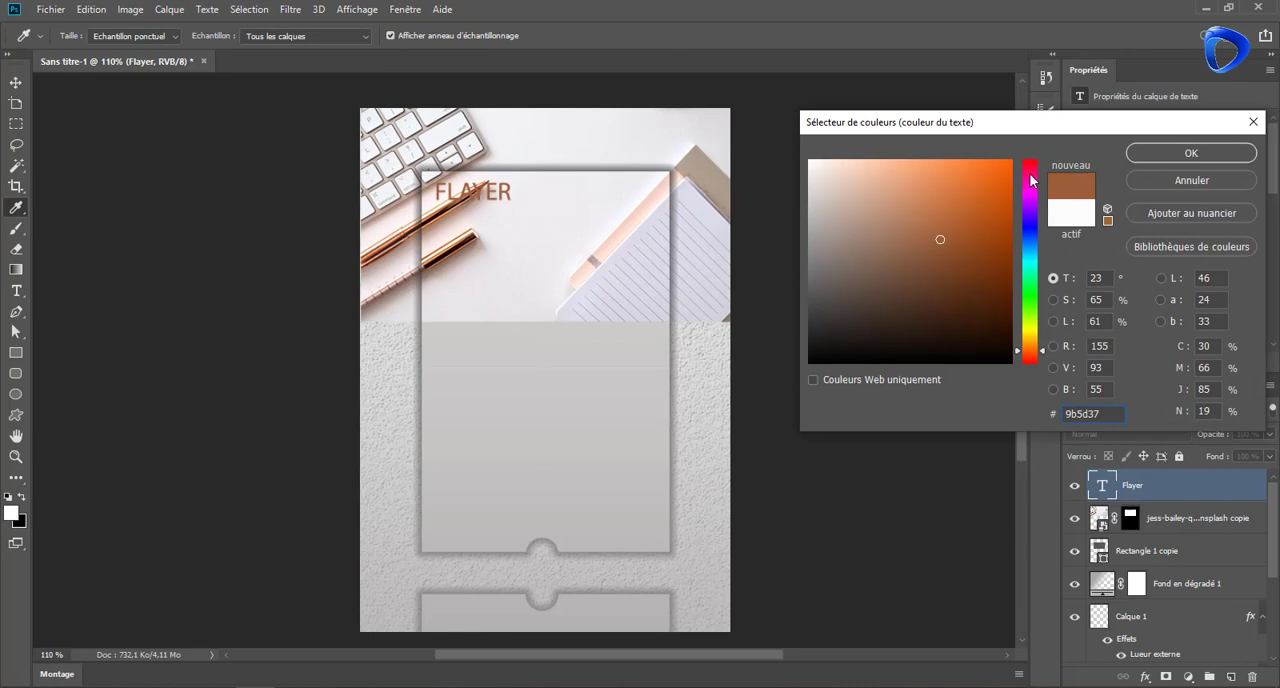 Ps Fichier Edition Image Calque Texte Sélection Filtre 3D Affichage Fenêtre Aide
Taille : Echantillon ponctuel Echantillon : Tous les calques Afficher anneau d'échantillonnage
Sans titre-1 @ 110% (Flayer, RVB/8) * ×
Propriétés
T Propriétés du calque de texte
Sélecteur de couleurs (couleur du texte)
nouveau
OK
Annuler
actif
Ajouter au nuancier
Bibliothèques de couleurs
T : 23 °
L : 46
S : 65 %
a : 24
L : 61 %
b : 33
R : 155
C : 30 %
V : 93
M : 66 %
B : 55
J : 85 %
# 9b5d37
N : 19 %
Couleurs Web uniquement
FLAYER
Normal Opacité : 100 %
Verrou : Fond : 100 %
T Flayer
jess-bailey-q...nsplash copie
Rectangle 1 copie
Fond en dégradé 1
Calque 1 fx
Effets
Lueur externe
110 % Doc : 732,1 Ko/4,11 Mo
Montage
fx